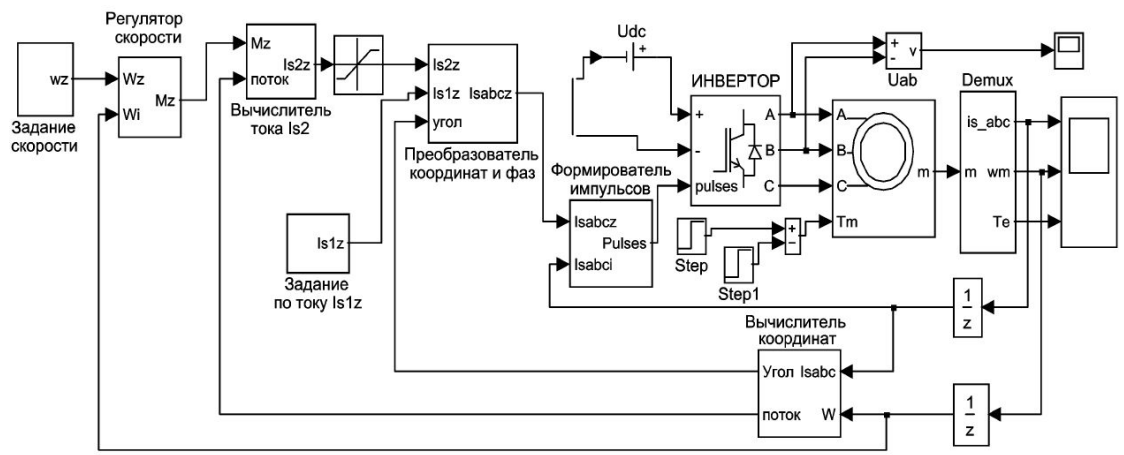 wz
Задание
скорости
Регулятор
скорости
Wz
Wi
Mz
Mz
поток
Is2z
Вычислитель
тока Is2
Is2z
Is1z
угол
Isabcz
Преобразователь
координат и фаз
Is1z
Задание
по току Is1z
Формирователь
импульсов
Isabcz
Isabci
Pulses
Udc
+
ИНВЕРТОР
+
-
pulses
A
B
C
Step
Step1
+
−
A
B
C
Tm
m
+
-
v
Uab
Demux
m
is_abc
wm
Te
1
z
1
z
Вычислитель
координат
Угол
Isabc
поток
W